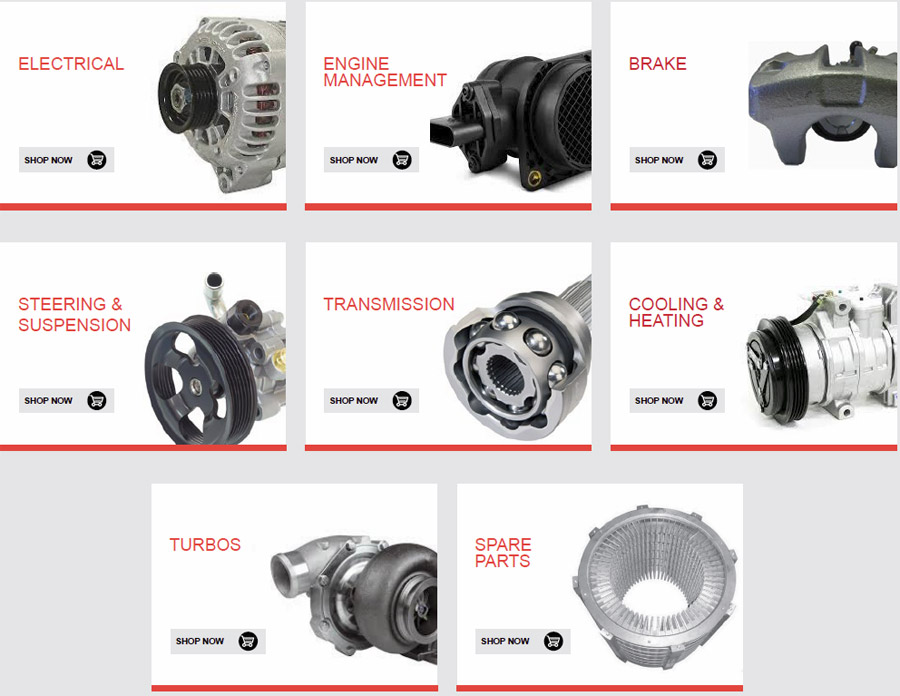 ELECTRICAL
SHOP NOW
ENGINE
MANAGEMENT
SHOP NOW
BRAKE
SHOP NOW
STEERING &
SUSPENSION
SHOP NOW
TRANSMISSION
SHOP NOW
COOLING &
HEATING
SHOP NOW
TURBOS
SHOP NOW
SPARE
PARTS
SHOP NOW